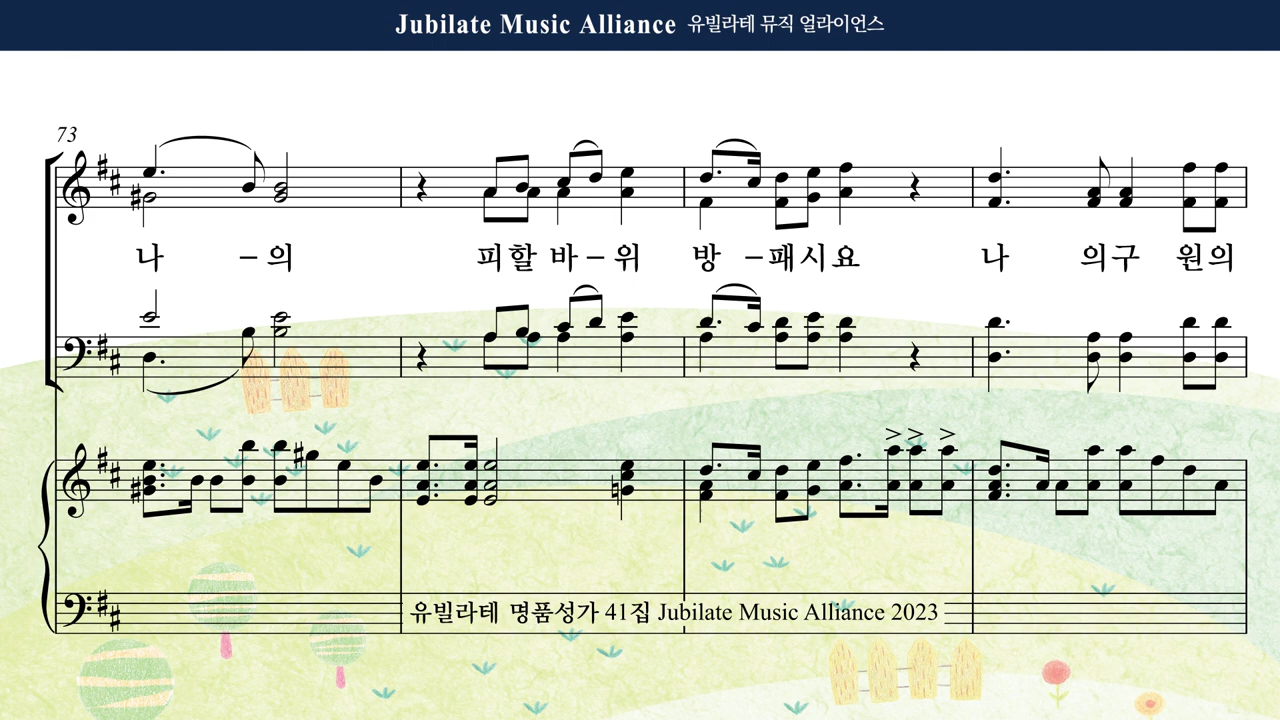 Jubilate Music Alliance 유빌라테 뮤직 얼라이언스
73
나 - 의 피할 바 - 위 방 - 패시요 나 의구 원의
유빌라테 명품성가 41집 Jubilate Music Alliance 2023